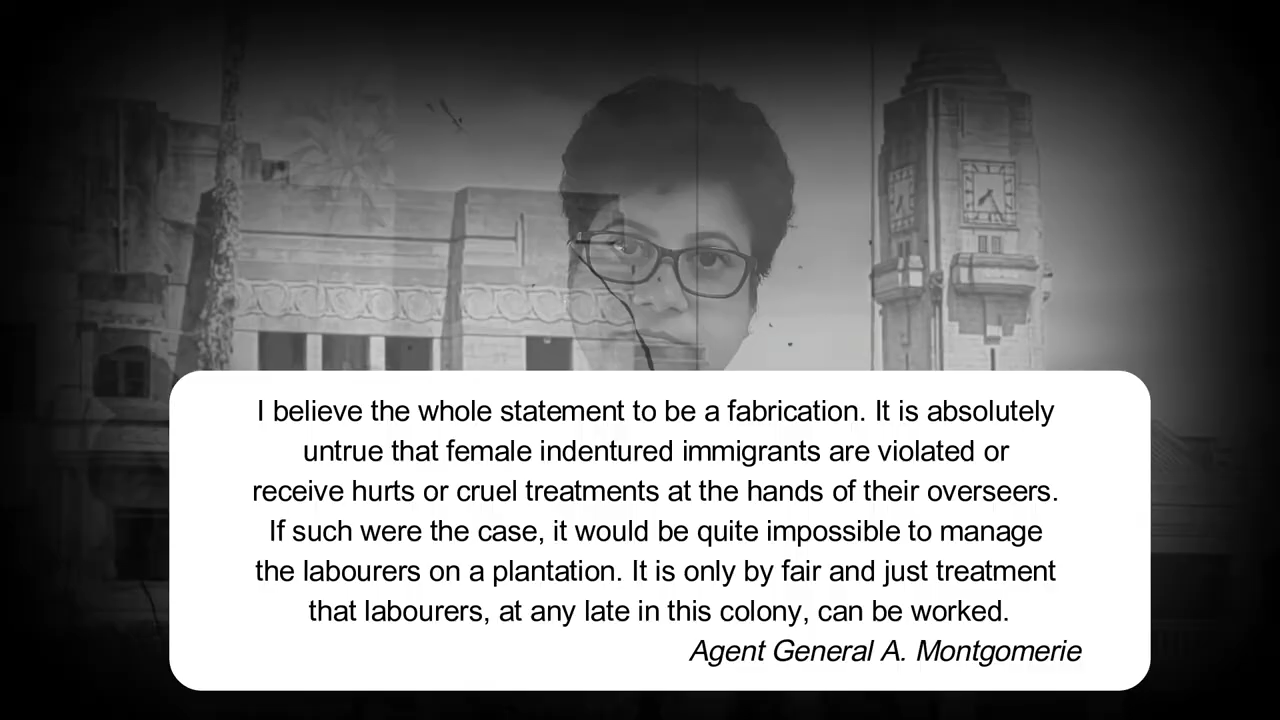 I believe the whole statement to be a fabrication. It is absolutely
untrue that female indentured immigrants are violated or
receive hurts or cruel treatments at the hands of their overseers.
If such were the case, it would be quite impossible to manage
the labourers on a plantation. It is only by fair and just treatment
that labourers, at any late in this colony, can be worked.
Agent General A. Montgomerie